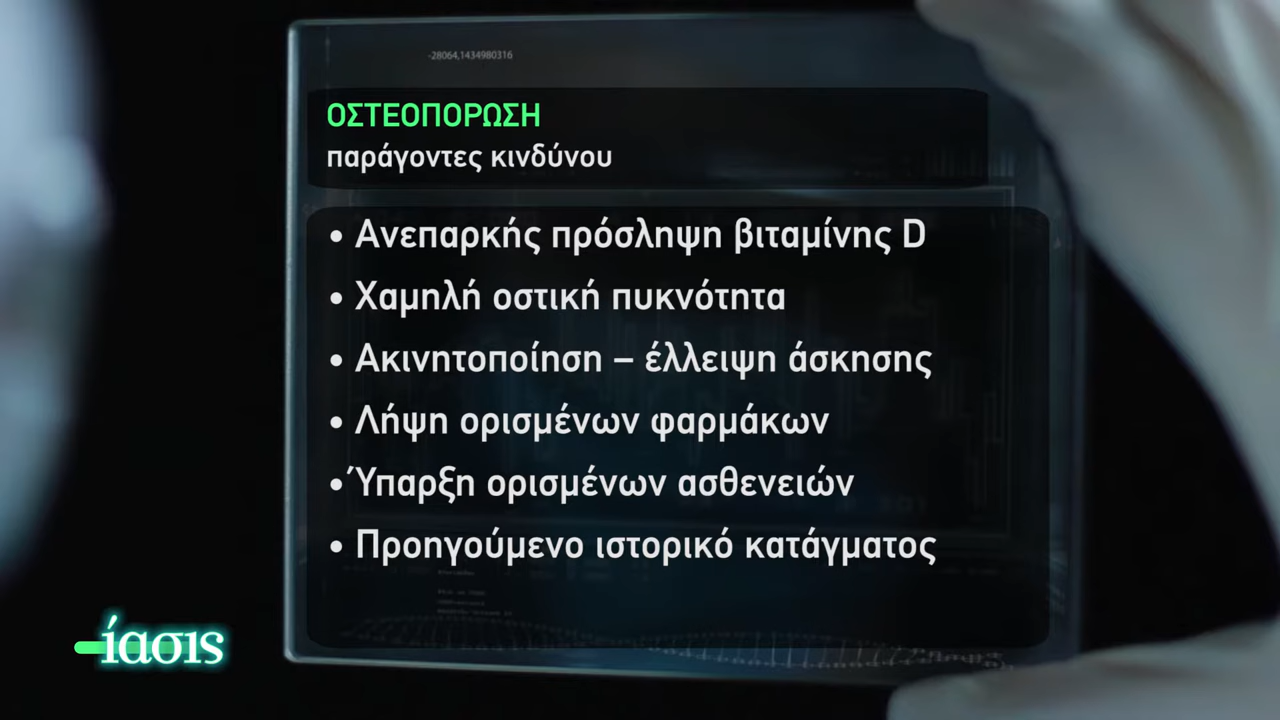 -28064,1434980316
ΟΣΤΕΟΠΟΡΩΣΗ
παράγοντες κινδύνου
• Ανεπαρκής πρόσληψη βιταμίνης D
• Χαμηλή οστική πυκνότητα
• Ακινητοποίηση – έλλειψη άσκησης
• Λήψη ορισμένων φαρμάκων
• Ύπαρξη ορισμένων ασθενειών
• Προηγούμενο ιστορικό κατάγματος
ίασις